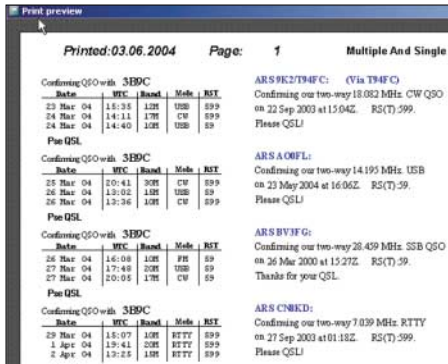 Print preview
Printed:03.06.2004 Page: 1 Multiple And Single
Confirming QSO with 3B9C
Date UTC Band Mode RST
23 Mar 04 15:35 12M USB 599
24 Mar 04 14:11 17M CW 599
24 Mar 04 14:40 10M USB 59
Pse QSL
Confirming QSO with 3B9C
Date UTC Band Mode RST
25 Mar 04 20:41 30M CW 599
26 Mar 04 13:02 15M USB 59
26 Mar 04 13:36 10M CW 599
Pse QSL
Confirming QSO with 3B9C
Date UTC Band Mode RST
26 Mar 04 16:08 10M FM 59
27 Mar 04 17:48 20M USB 59
27 Mar 04 20:05 17M CW 59
Pse QSL
Confirming QSO with 3B9C
Date UTC Band Mode RST
29 Mar 04 15:07 10M RTTY 599
1 Apr 04 19:41 20M RTTY 599
2 Apr 04 13:25 15M RTTY 599
ARS 9K2/T94FC: (Via T94FC)
Confirming our two-way 18.082 MHz. CW QSO
on 22 Sep 2003 at 15:04Z. RS(T):599.
Please QSL!
ARS AO8FL:
Confirming our two-way 14.195 MHz. USB
on 23 May 2004 at 16:06Z. RS(T):59.
Please QSL!
ARS BV3FG:
Confirming our two-way 28.459 MHz. SSB QSO
on 26 Mar 2000 at 15:27Z. RS(T):59.
Thanks for your QSL.
ARS CN8KD:
Confirming our two-way 7.039 MHz. RTTY
on 27 Sep 2003 at 01:18Z. RS(T):599.
Please QSL!